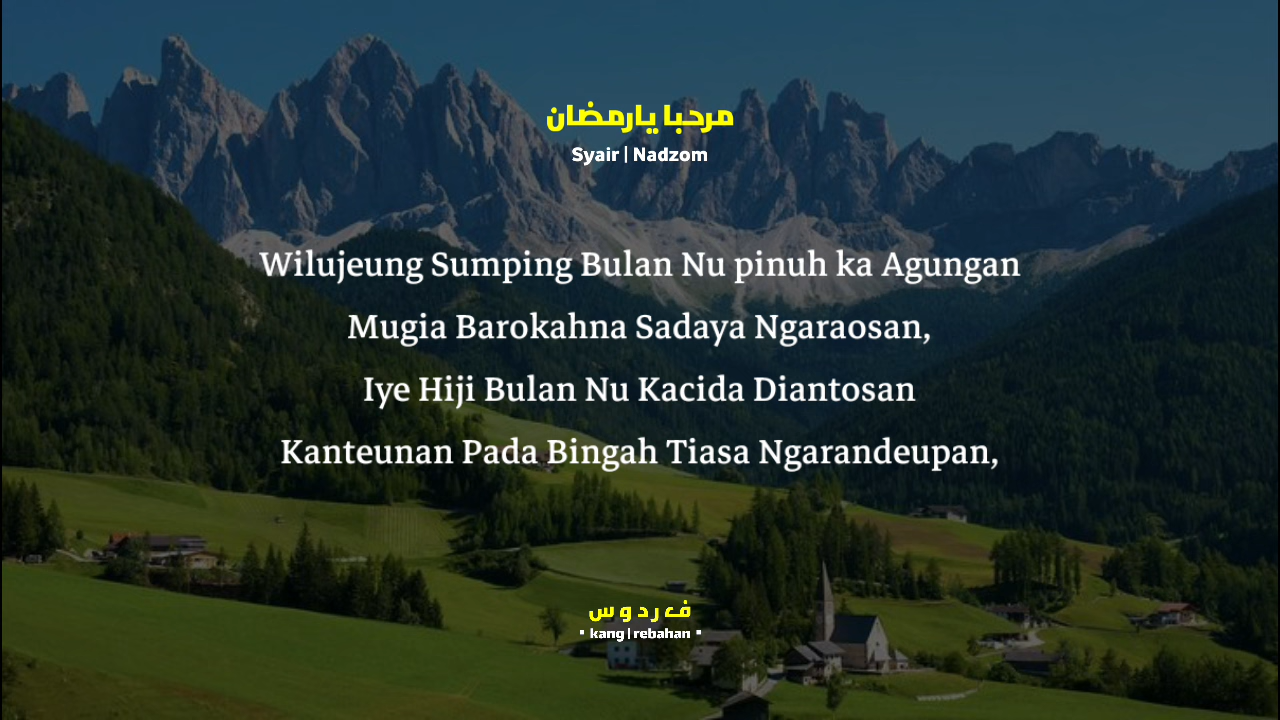 مرحبا يارمضان
Syair | Nadzom
Wilujeung Sumping Bulan Nu pinuh ka Agungan
Mugia Barokahna Sadaya Ngaraosan,
Iye Hiji Bulan Nu Kacida Diantosan
Kanteunan Pada Bingah Tiasa Ngarandeupan,
ف ر د و س
▪ kang | rebahan ▪